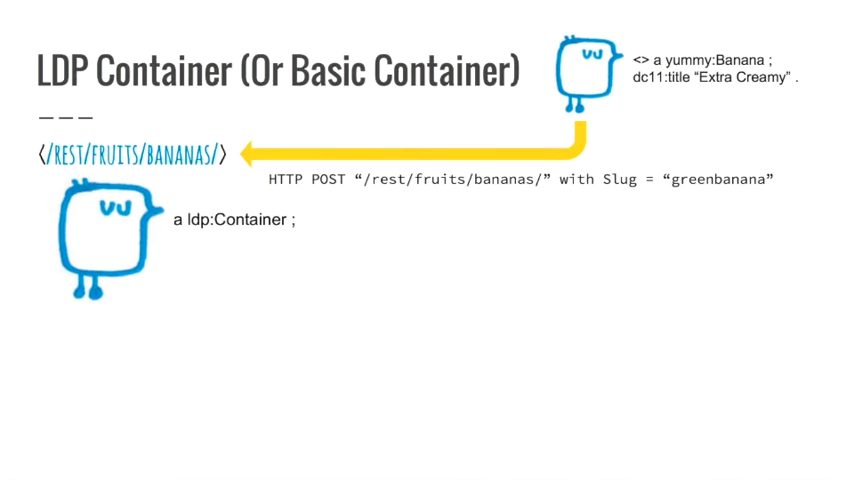 LDP Container (Or Basic Container)
<> a yummy:Banana ;
dc11:title “Extra Creamy” .
</REST/FRUITS/BANANAS/>
HTTP POST “/rest/fruits/bananas/” with Slug = “greenbanana”
a ldp:Container ;